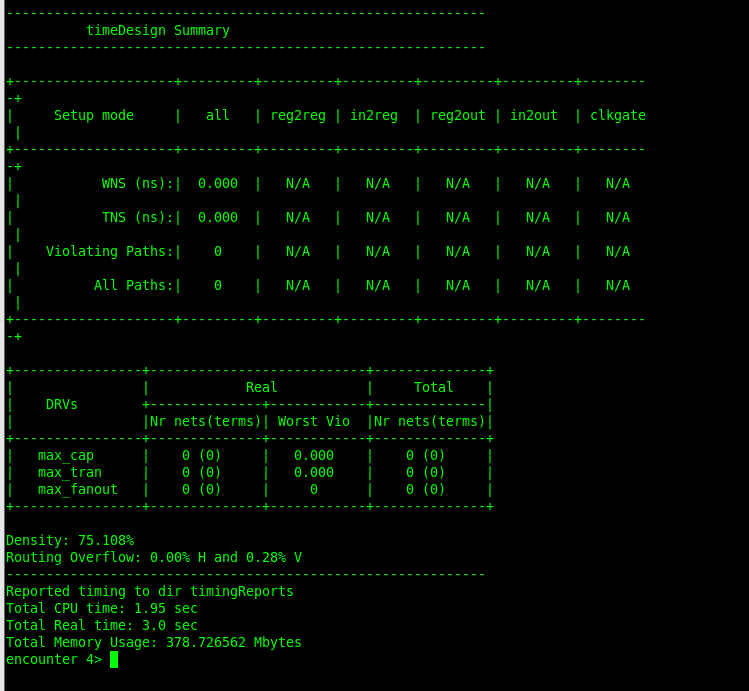 ------------------------------------------------------------
          timeDesign Summary
------------------------------------------------------------

+--------------------+---------+---------+---------+---------+---------+--------
-+
|     Setup mode     |   all   | reg2reg | in2reg  | reg2out | in2out  | clkgate
 |
+--------------------+---------+---------+---------+---------+---------+--------
-+
|           WNS (ns):|  0.000  |   N/A   |   N/A   |   N/A   |   N/A   |   N/A
 |
|           TNS (ns):|  0.000  |   N/A   |   N/A   |   N/A   |   N/A   |   N/A
 |
|    Violating Paths:|    0    |   N/A   |   N/A   |   N/A   |   N/A   |   N/A
 |
|          All Paths:|    0    |   N/A   |   N/A   |   N/A   |   N/A   |   N/A
 |
+--------------------+---------+---------+---------+---------+---------+--------
-+

+----------------+---------------------------+--------------+
|                |            Real           |     Total    |
|    DRVs        +--------------+------------+--------------|
|                |Nr nets(terms)| Worst Vio  |Nr nets(terms)|
+----------------+--------------+------------+--------------+
|   max_cap      |    0 (0)     |   0.000    |    0 (0)     |
|   max_tran     |    0 (0)     |   0.000    |    0 (0)     |
|   max_fanout   |    0 (0)     |     0      |    0 (0)     |
+----------------+--------------+------------+--------------+

Density: 75.108%
Routing Overflow: 0.00% H and 0.28% V
------------------------------------------------------------
Reported timing to dir timingReports
Total CPU time: 1.95 sec
Total Real time: 3.0 sec
Total Memory Usage: 378.726562 Mbytes
encounter 4>